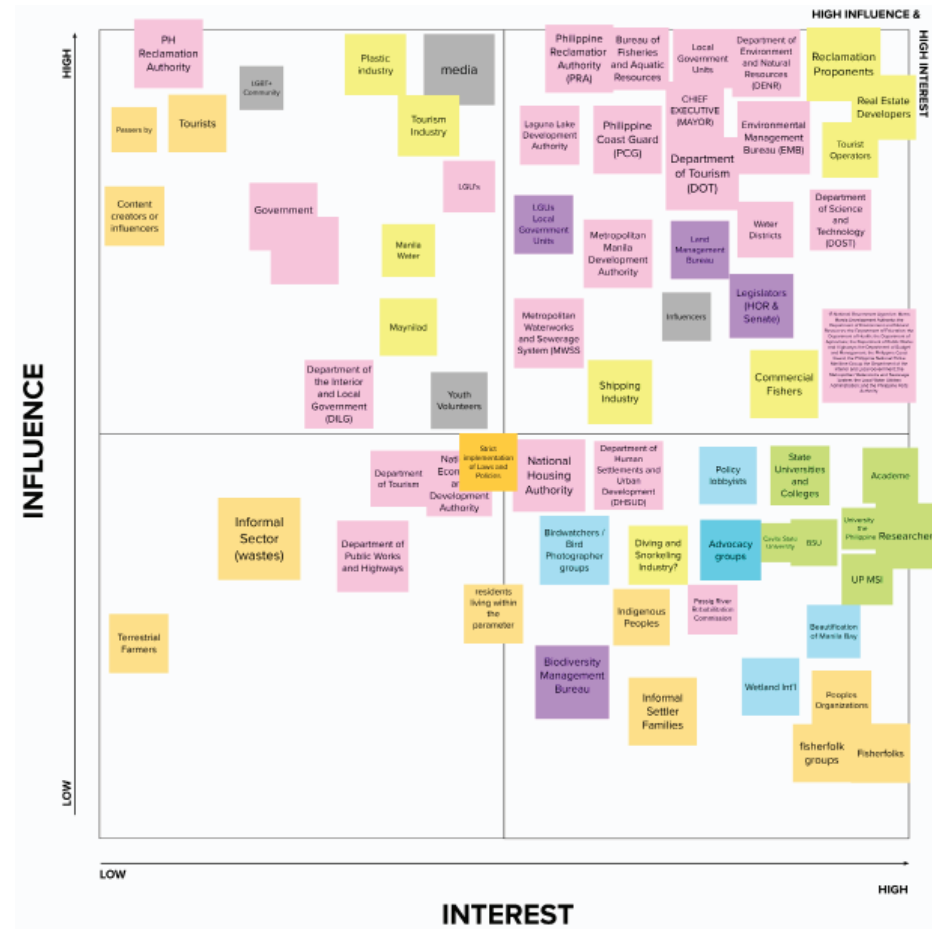 HIGH INFLUENCE &
HIGH INTEREST
HIGH
INFLUENCE
LOW
PH
Reclamation
Authority
LGBT+
Community
Plastic
industry
media
Passers by
Tourists
Tourism
Industry
LGU's
Content
creators or
influencers
Government
Manila
Water
Maynilad
Department of
the Interior
and Local
Government
(DILG)
Youth
Volunteers
Philippine
Reclamation
Authority
(PRA)
Bureau of
Fisheries
and Aquatic
Resources
Local
Government
Units
Department of
Environment
and Natural
Resources
(DENR)
Reclamation
Proponents
Real Estate
Developers
Laguna Lake
Development
Authority
Philippine
Coast Guard
(PCG)
CHIEF
EXECUTIVE
(MAYOR)
Environmental
Management
Bureau (EMB)
Tourist
Operators
Department
of Tourism
(DOT)
LGUs
Local
Government
Units
Metropolitan
Manila
Development
Authority
Land
Management
Bureau
Water
Districts
Department
of Science
and
Technology
(DOST)
Metropolitan
Waterworks
and Sewerage
System (MWSS
Influencers
Legislators
(HOR &
Senate)
Shipping
Industry
Commercial
Fishers
Strict
implementation
of Laws and
Policies
Department
of Tourism
Nati
Econ
ar
Development
Authority
Informal
Sector
(wastes)
Department of
Public Works
and Highways
residents
living within
the
parameter
Terrestrial
Farmers
National
Housing
Authority
Department of
Human
Settlements and
Urban
Development
(DHSUD)
Policy
lobbyists
State
Universities
and
Colleges
Academe
Birdwatchers /
Bird
Photographer
groups
Diving and
Snorkeling
Industry?
Advocacy
groups
Cavite State
University
BSU
University
the
Philippine
Researcher
UP MSI
Indigenous
Peoples
Passig River
Rehabilitation
Commission
Beautification
of Manila Bay
Biodiversity
Management
Bureau
Informal
Settler
Families
Wetland Int'l
Peoples
Organizations
fisherfolk
groups
Fisherfolks
LOW
HIGH
INTEREST